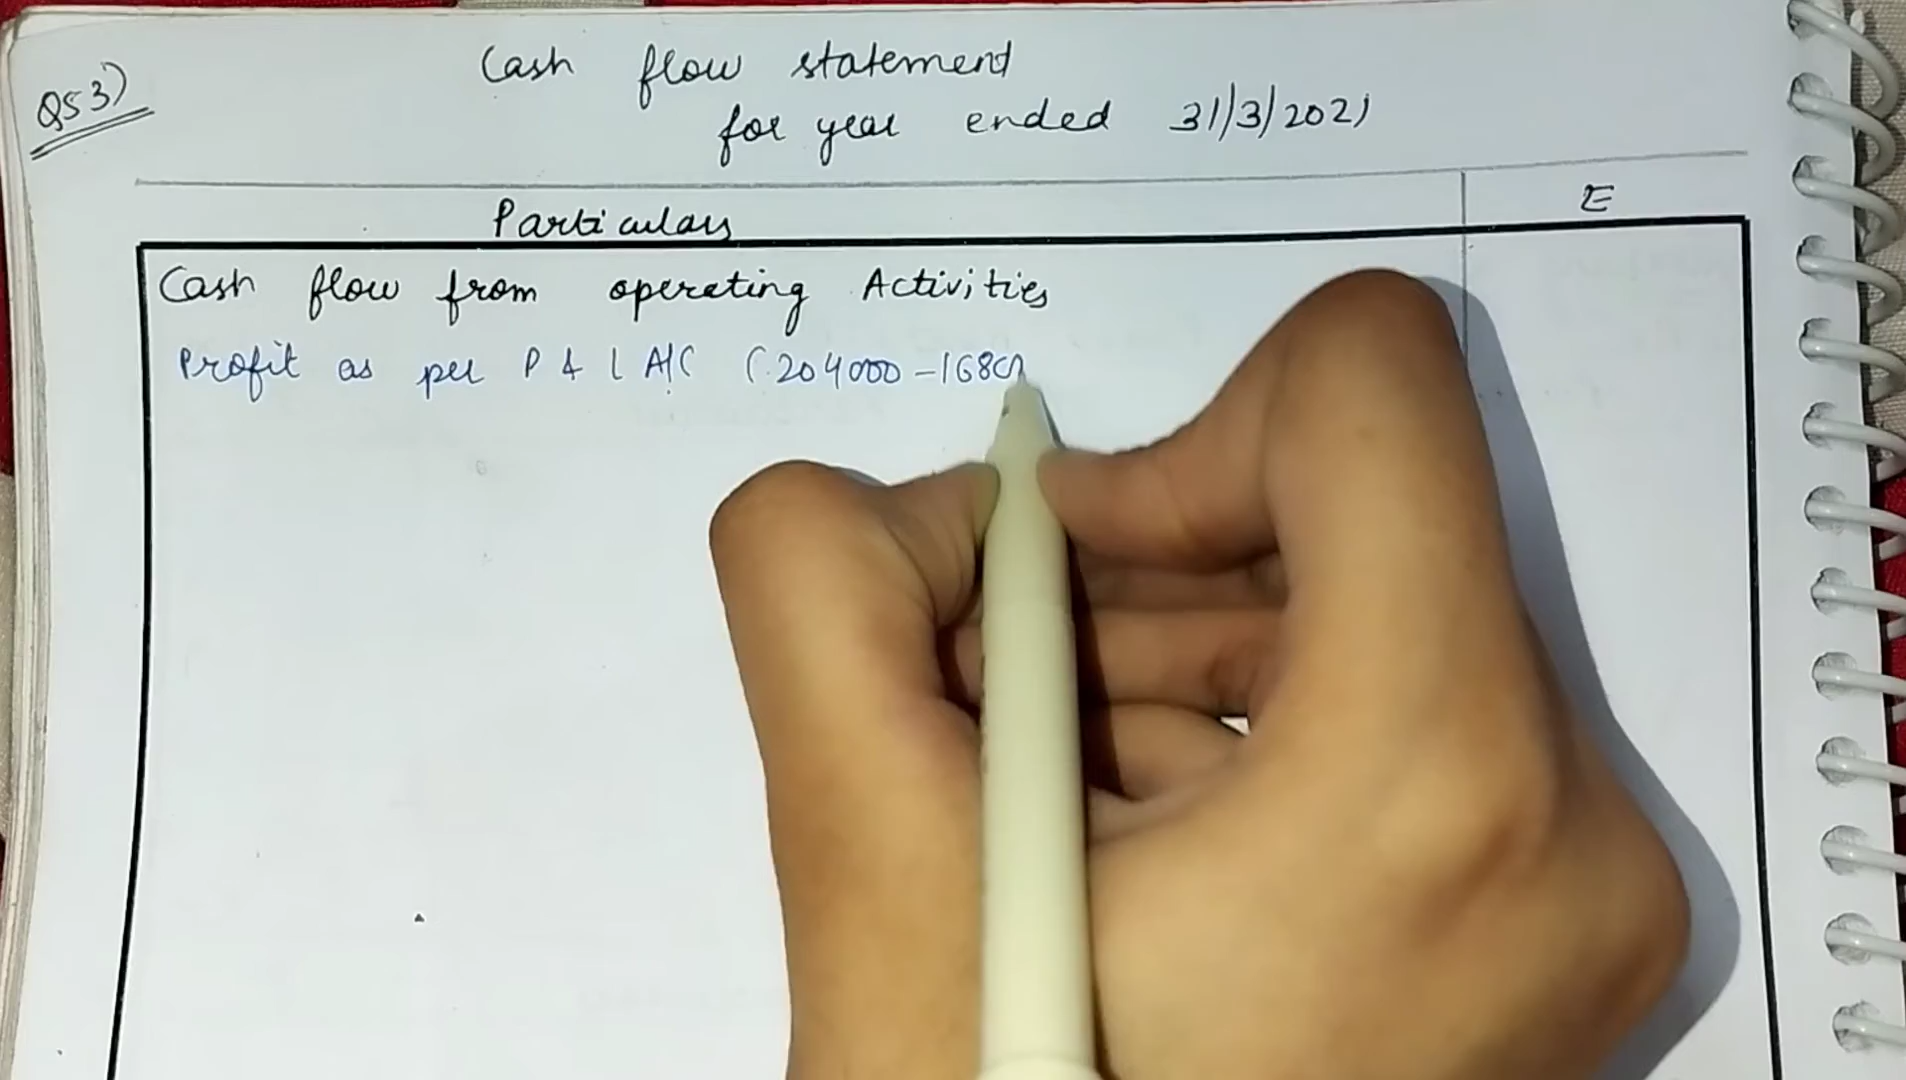 Q53)
Cash flow statement
for year ended 31/3/2021
Particulars
Cash flow from operating Activities
Profit as per P & L A/C (204000 -1680